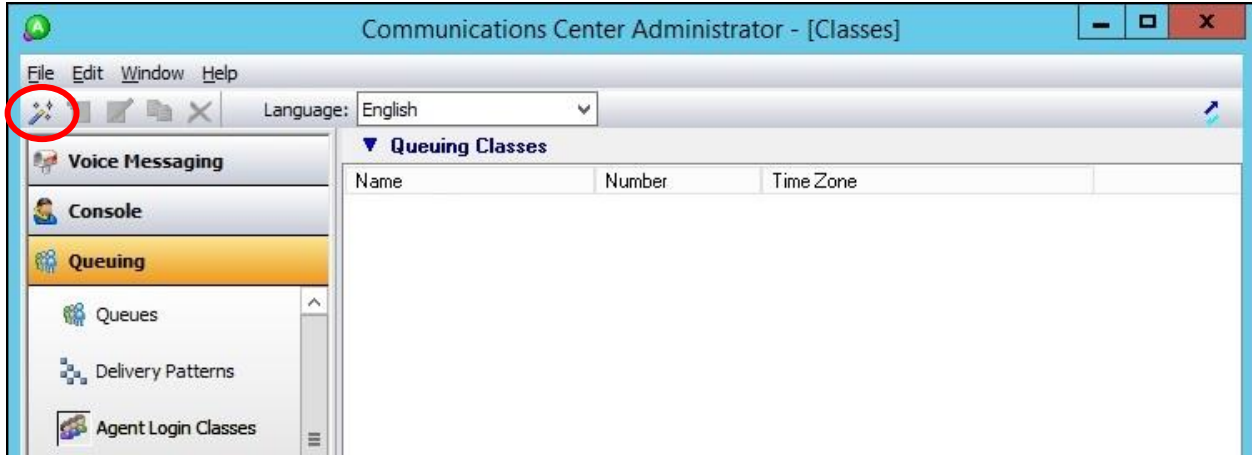 Communications Center Administrator - [Classes]
File Edit Window Help
Language: English
Voice Messaging
Console
Queuing
Queues
Delivery Patterns
Agent Login Classes
Queuing Classes
Name Number Time Zone